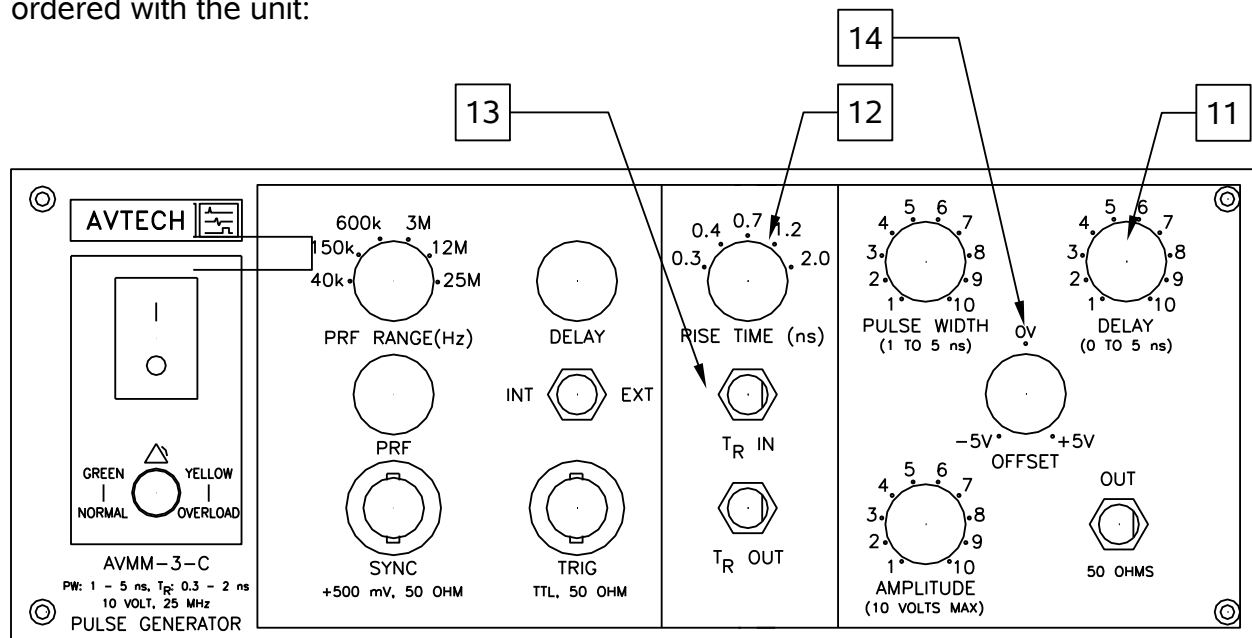 ordered with the unit:
14
13
12
11
AVTECH
GREEN
NORMAL
YELLOW
OVERLOAD
AVMM-3-C
PW: 1 - 5 ns, TR: 0.3 - 2 ns
10 VOLT, 25 MHz
PULSE GENERATOR
40k
150k
600k
3M
12M
25M
PRF RANGE(Hz)
DELAY
PRF
INT
EXT
SYNC
+500 mV, 50 OHM
TRIG
TTL, 50 OHM
0.3
0.4
0.7
1.2
2.0
RISE TIME (ns)
TR IN
TR OUT
1 2 3 4 5 6 7 8 9 10
PULSE WIDTH
(1 TO 5 ns)
1 2 3 4 5 6 7 8 9 10
DELAY
(0 TO 5 ns)
0V
-5V
+5V
OFFSET
1 2 3 4 5 6 7 8 9 10
AMPLITUDE
(10 VOLTS MAX)
OUT
50 OHMS